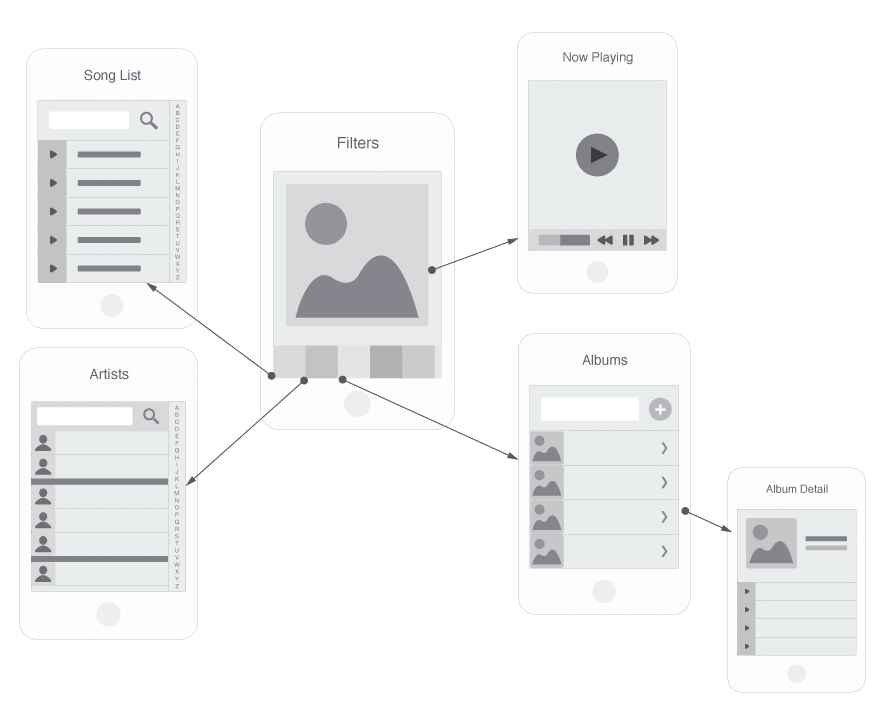 Song List
A
B
C
D
E
F
G
H
I
J
K
L
M
N
O
P
Q
R
S
T
U
V
W
X
Y
Z
Filters
Now Playing
Artists
A
B
C
D
E
F
G
H
I
J
K
L
M
N
O
P
Q
R
S
T
U
V
W
X
Y
Z
Albums
Album Detail